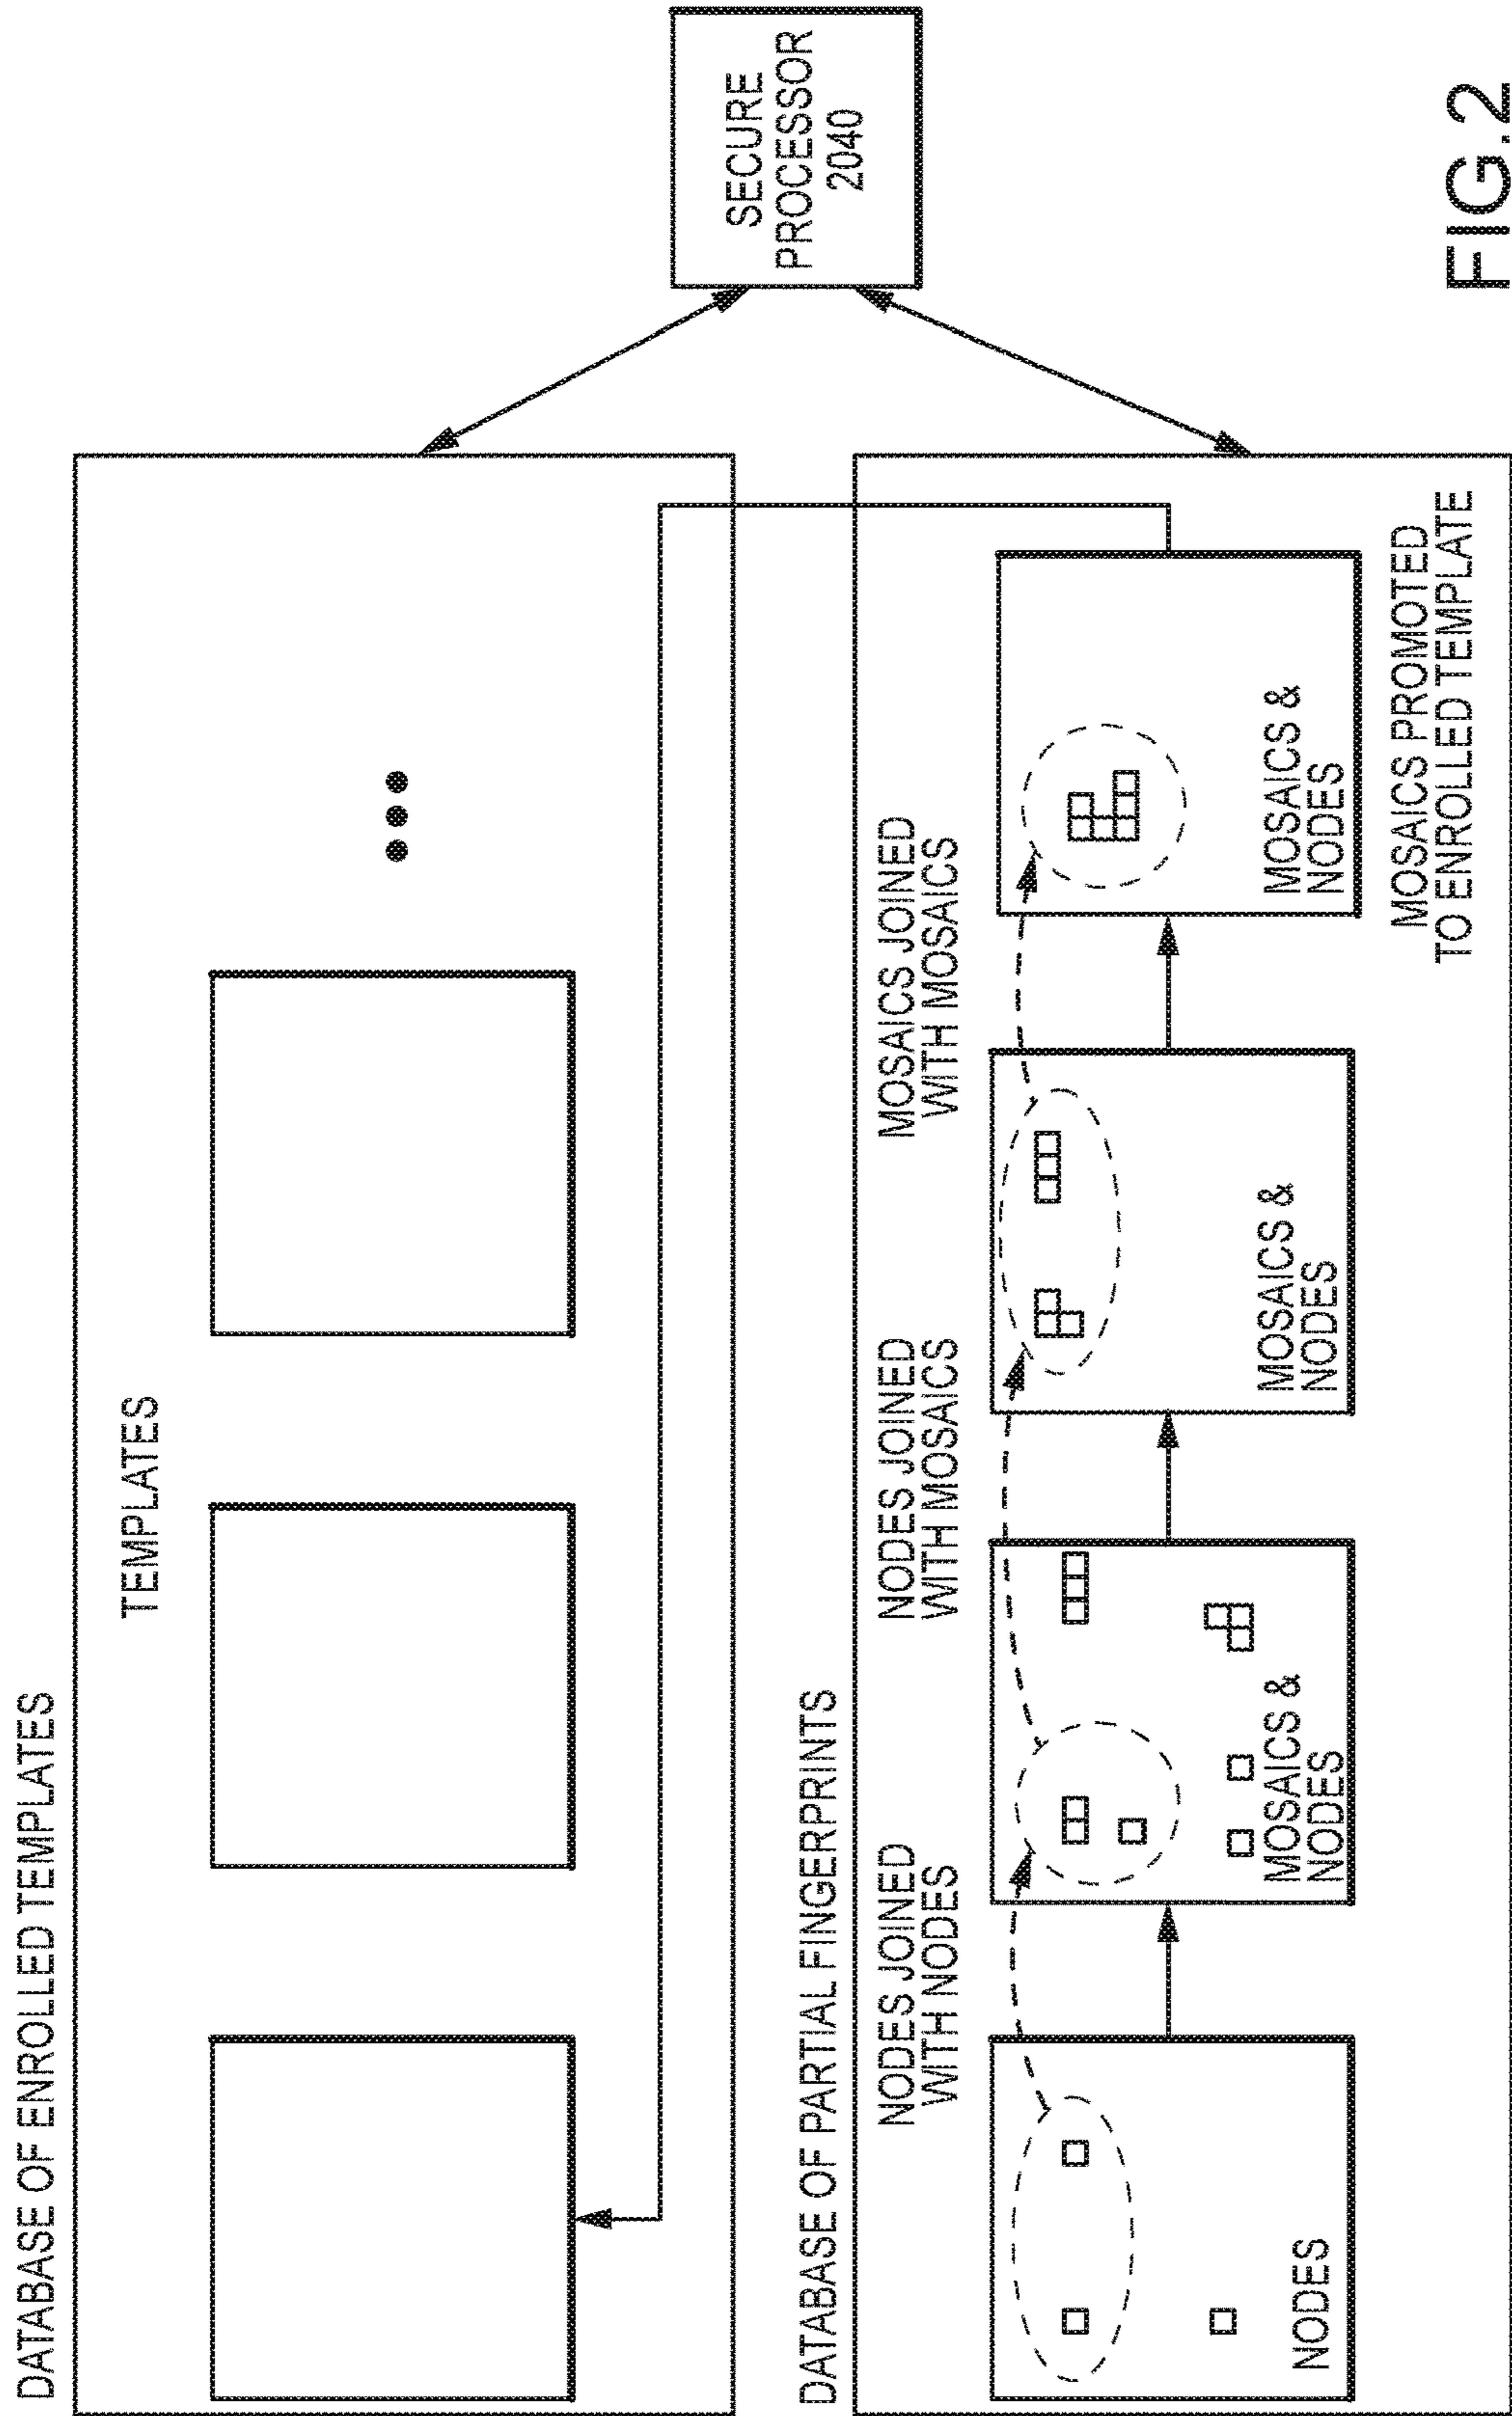 DATABASE OF ENROLLED TEMPLATES
TEMPLATES
SECURE
PROCESSOR
2040
DATABASE OF PARTIAL FINGERPRINTS
NODES JOINED
WITH NODES
NODES JOINED
WITH MOSAICS
MOSAICS JOINED
WITH MOSAICS
NODES
MOSAICS &
NODES
MOSAICS &
NODES
MOSAICS &
NODES
MOSAICS PROMOTED
TO ENROLLED TEMPLATE
FIG.2